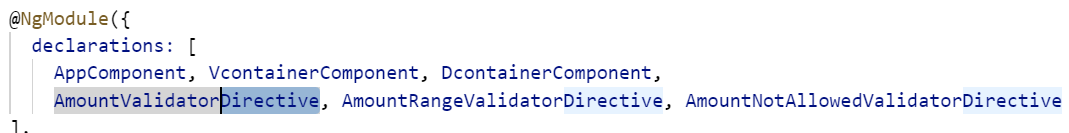 @NgModule({
declarations: [
AppComponent, VcontainerComponent, DcontainerComponent,
AmountValidatorDirective, AmountRangeValidatorDirective, AmountNotAllowedValidatorDirective
],